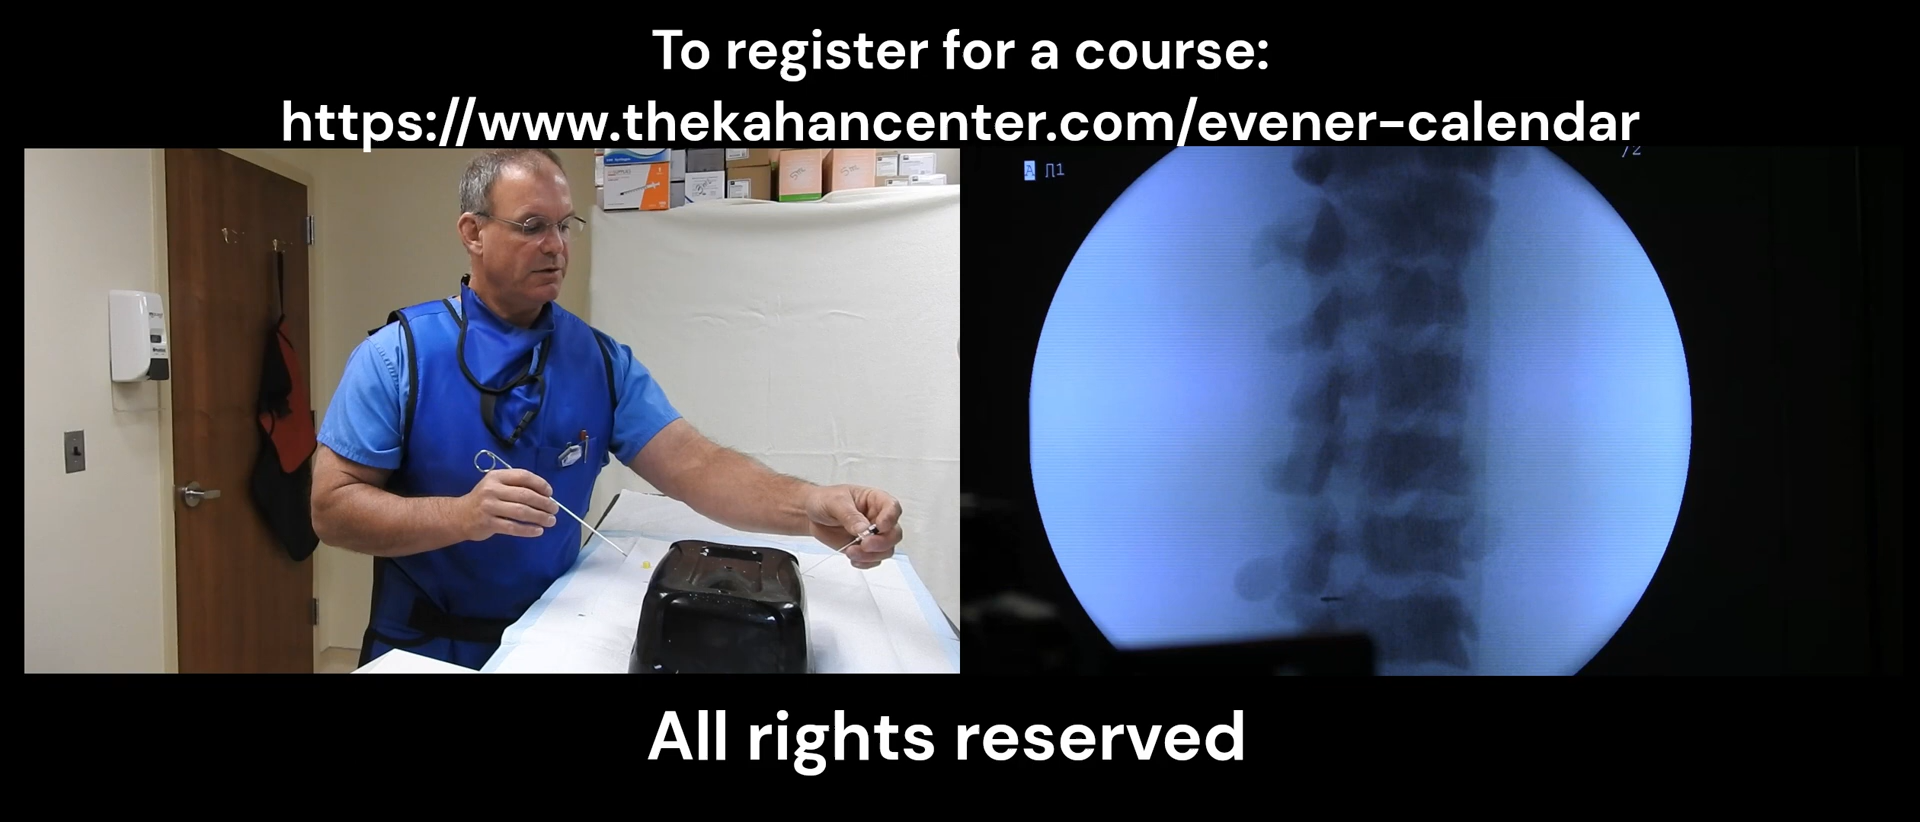 To register for a course:
https://www.thekahancenter.com/evener-calendar
All rights reserved